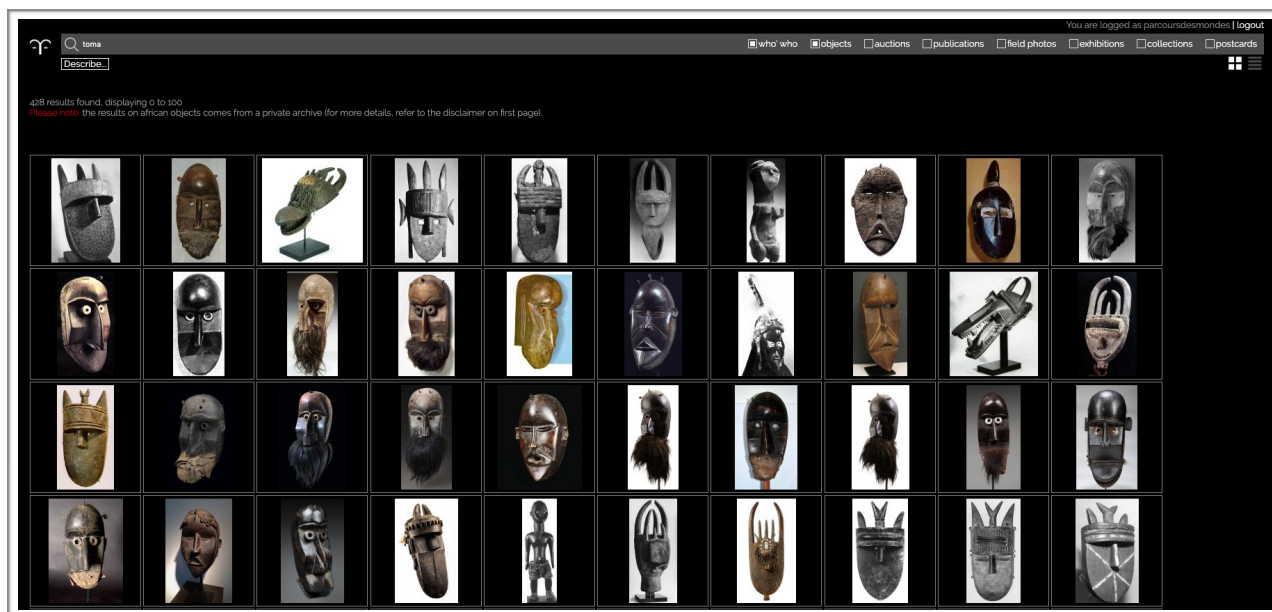 You are logged as parcoursdesmondes | logout
toma
who' who objects auctions publications field photos exhibitions collections postcards
Describe...
428 results found, displaying 0 to 100
Please note: the results on african objects comes from a private archive (for more details, refer to the disclaimer on first page).